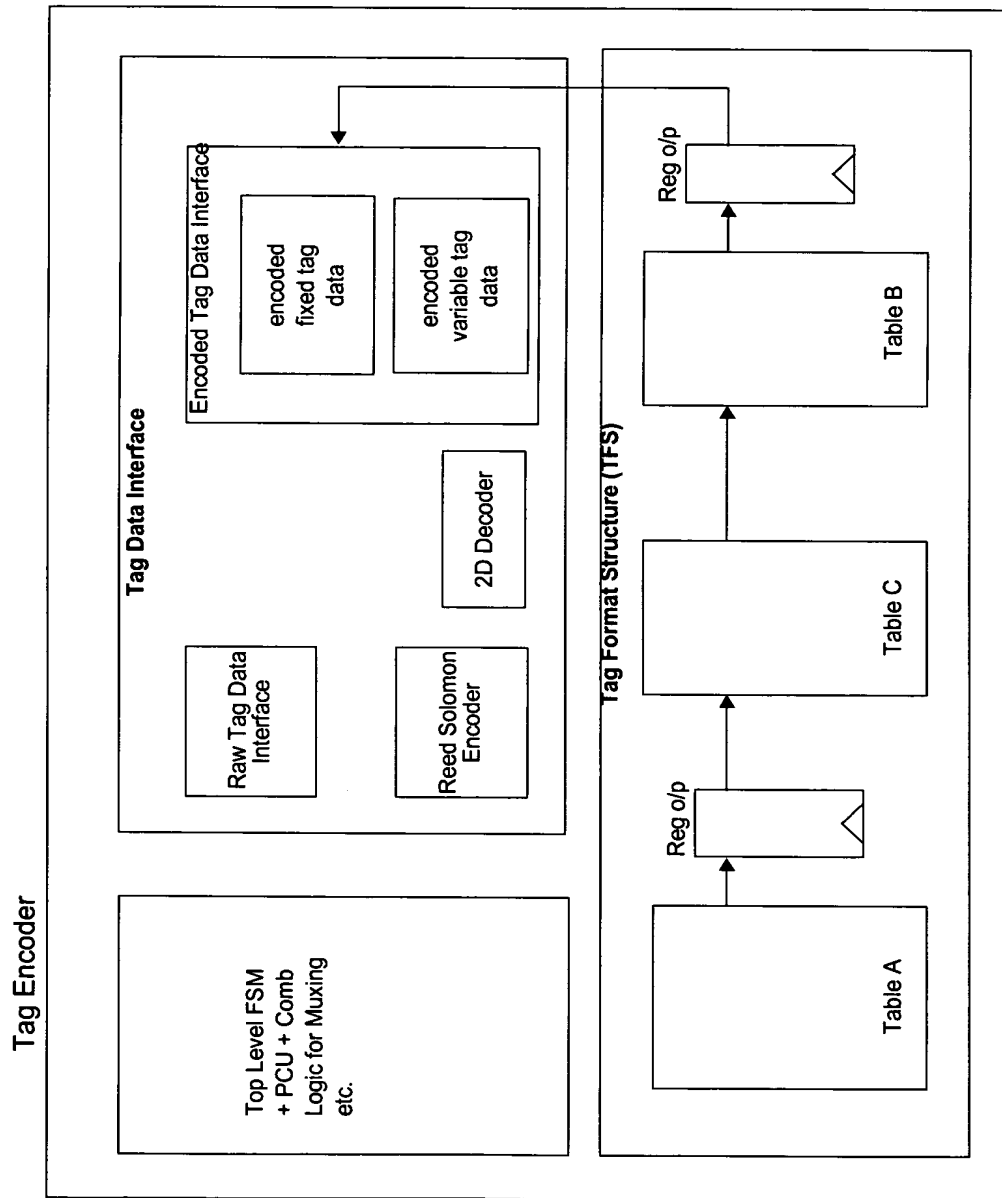 Tag Encoder
Top Level FSM
+ PCU + Comb
Logic for Muxing
etc.
Tag Data Interface
Raw Tag Data
Interface
Reed Solomon
Encoder
2D Decoder
Encoded Tag Data Interface
encoded
fixed tag
data
encoded
variable tag
data
Tag Format Structure (TFS)
Table A
Reg o/p
Table C
Table B
Reg o/p